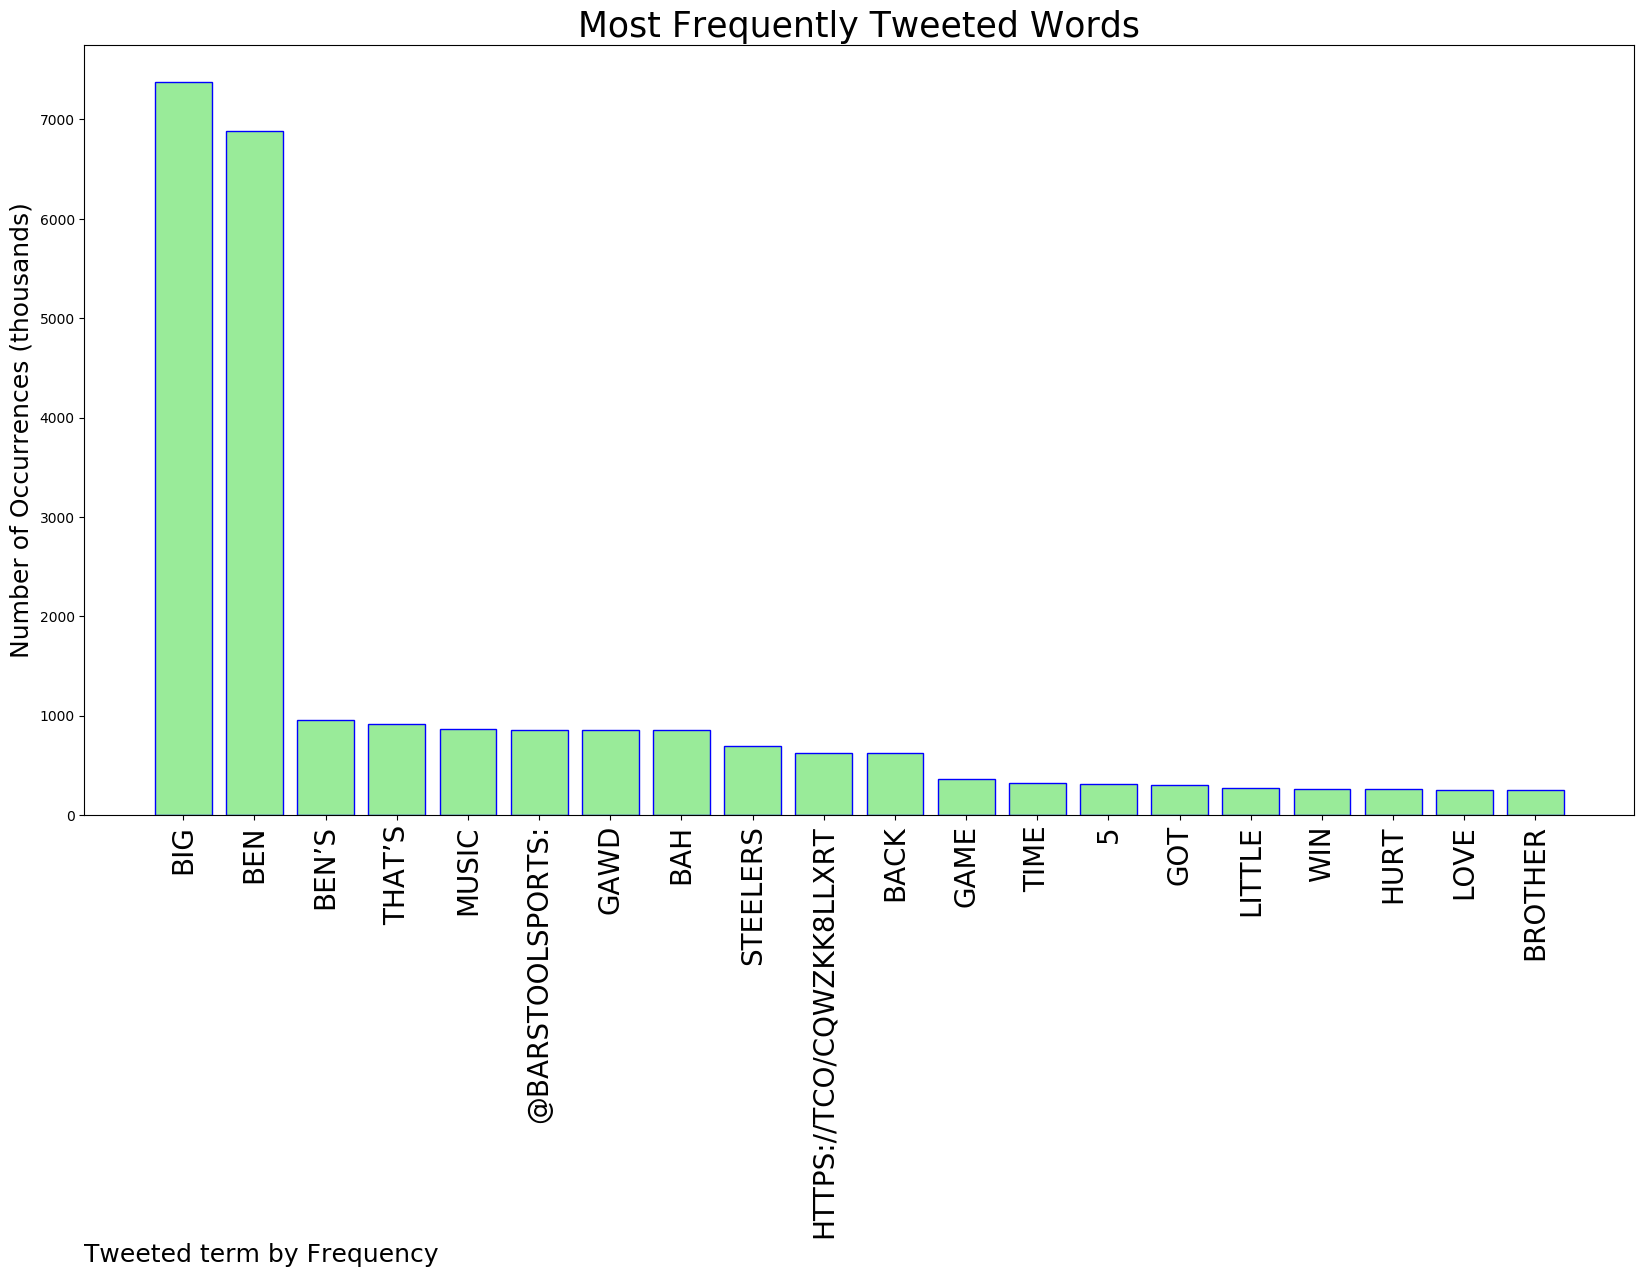 Most Frequently Tweeted Words
Number of Occurrences (thousands)
7000
6000
5000
4000
3000
2000
1000
0
BIG
BEN
BEN’S
THAT’S
MUSIC
@BARSTOOLSPORTS:
GAWD
BAH
STEELERS
HTTPS://TCO/CQWZKK8LLXRT
BACK
GAME
TIME
5
GOT
LITTLE
WIN
HURT
LOVE
BROTHER
Tweeted term by Frequency